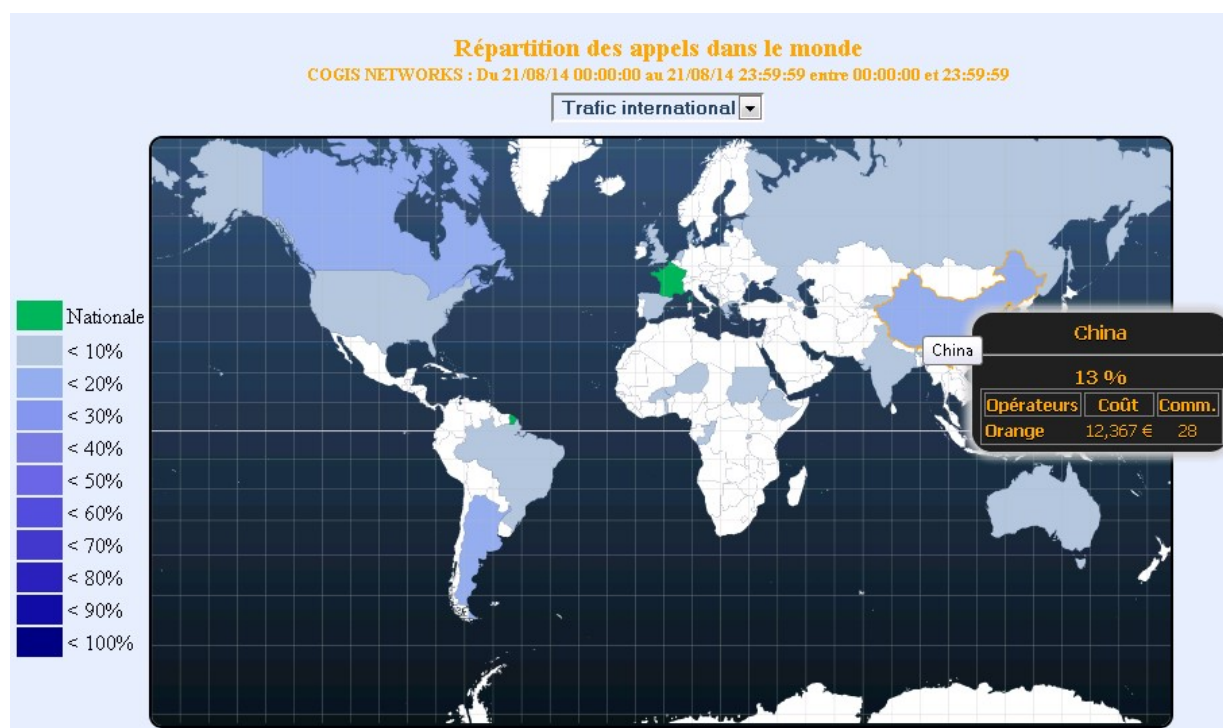 Répartition des appels dans le monde
COGIS NETWORKS : Du 21/08/14 00:00:00 au 21/08/14 23:59:59 entre 00:00:00 et 23:59:59
Trafic international
Nationale
< 10%
< 20%
< 30%
< 40%
< 50%
< 60%
< 70%
< 80%
< 90%
< 100%
China
China
13 %
Opérateurs Coût Comm.
Orange 12,367 € 28